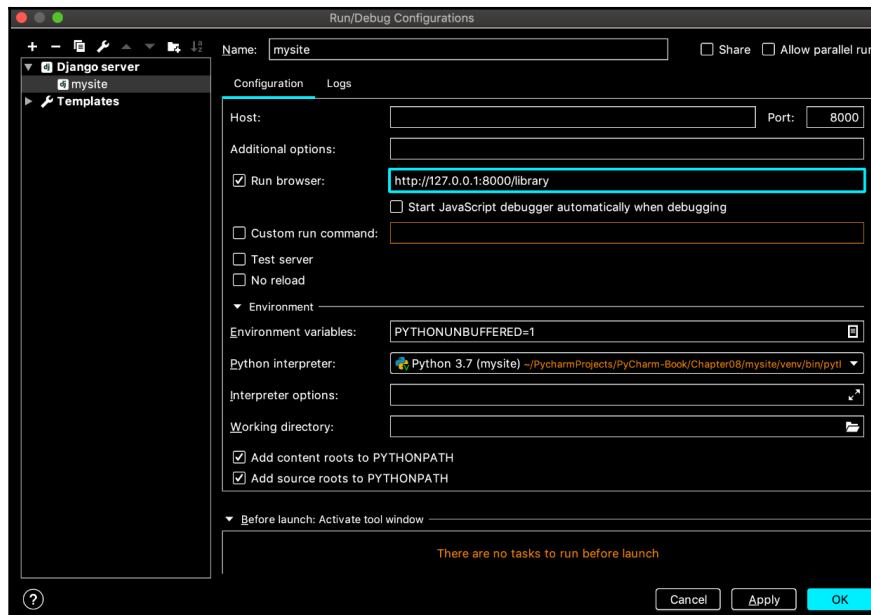 Run/Debug Configurations
Name: mysite Share Allow parallel run
Django server
mysite
Templates
Configuration Logs
Host: Port: 8000
Additional options:
Run browser: http://127.0.0.1:8000/library
Start JavaScript debugger automatically when debugging
Custom run command:
Test server
No reload
Environment
Environment variables: PYTHONUNBUFFERED=1
Python interpreter: Python 3.7 (mysite) ~/PycharmProjects/PyCharm-Book/Chapter08/mysite/venv/bin/pyt
Interpreter options:
Working directory:
Add content roots to PYTHONPATH
Add source roots to PYTHONPATH
Before launch: Activate tool window
There are no tasks to run before launch
? Cancel Apply OK